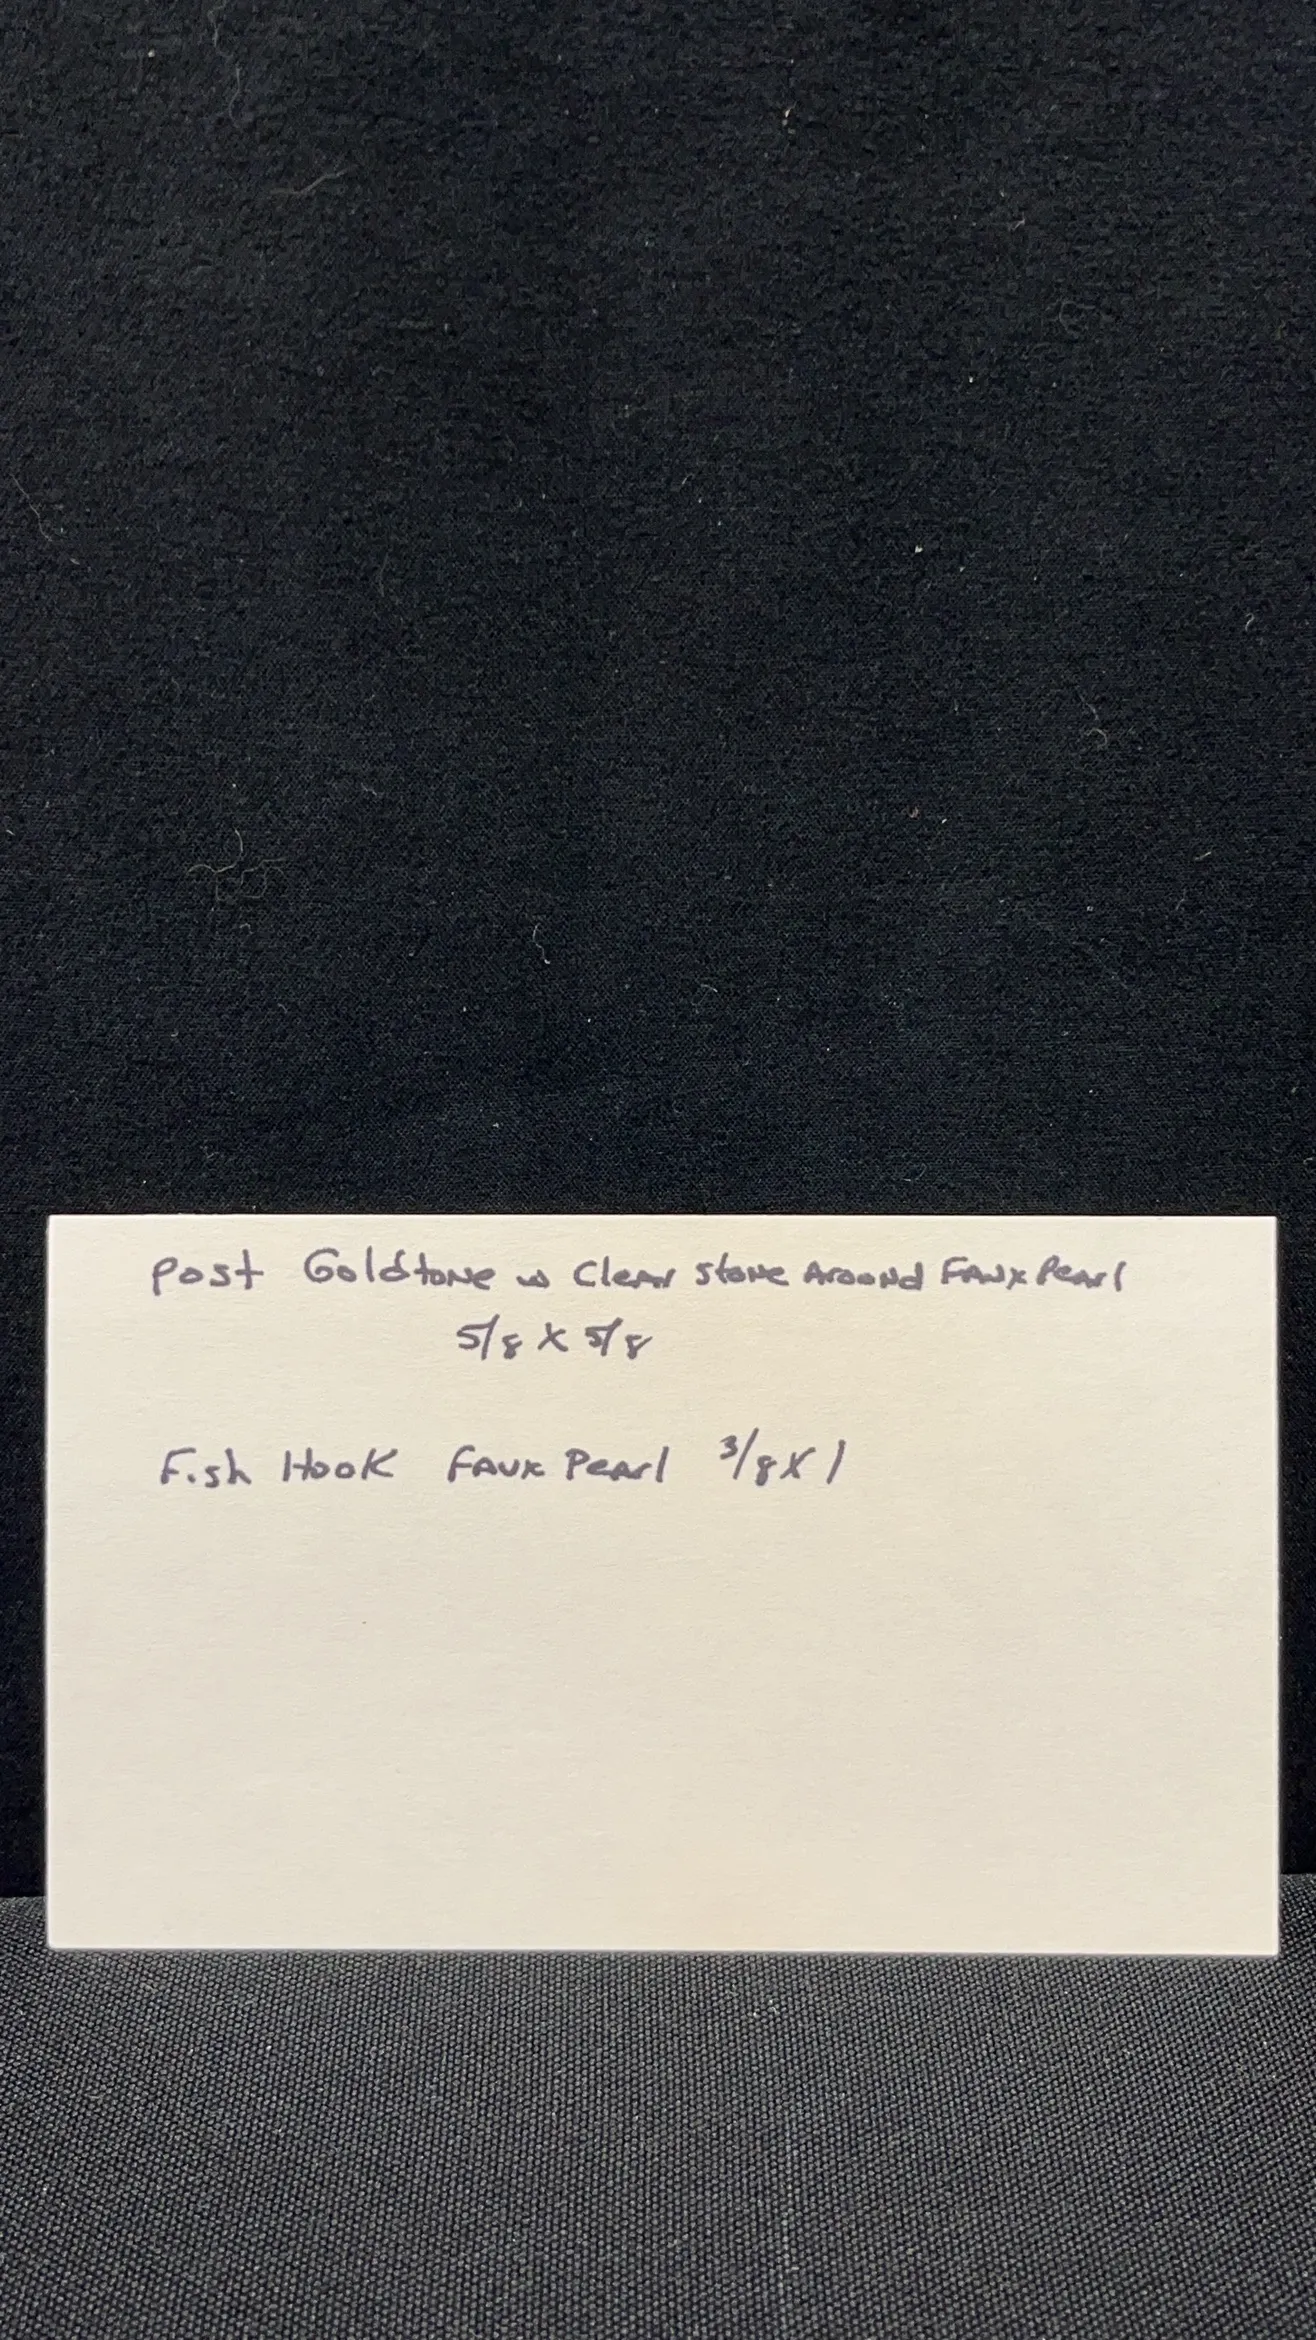 Post Goldtone w Clear Stone Around Faux Pearl
5/8 X 5/8
Fish Hook Faux Pearl 3/8 X 1